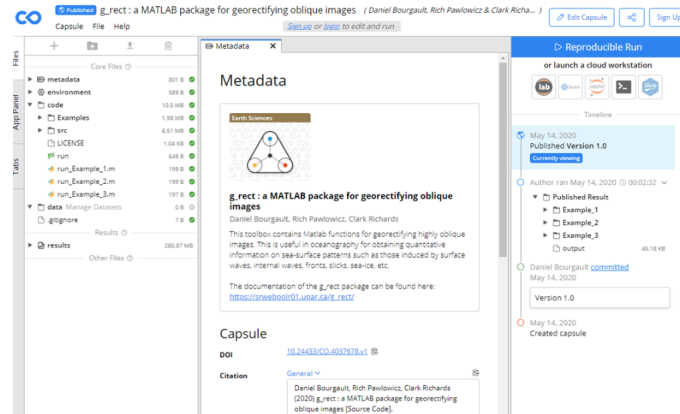 Published g_rect : a MATLAB package for georectifying oblique images ( Daniel Bourgault, Rich Pawlowicz & Clark Richa... )
Capsule File Help
Sign up or login to edit and run
Edit Capsule
Sign Up
Files
App Panel
Tabs
Core Files
metadata 801 B
environment 589 B
code 10.5 MB
Examples 1.98 MB
src 8.51 MB
LICENSE 1.04 KB
run 649 B
run_Example_1.m 199 B
run_Example_2.m 199 B
run_Example_3.m 197 B
data Manage Datasets 0 B
.gitignore 7 B
Results
results 280.87 MB
Other Files
Metadata
Metadata
Earth Sciences
g_rect : a MATLAB package for georectifying oblique
images
Daniel Bourgault, Rich Pawlowicz, Clark Richards
This toolbox contains Matlab functions for georectifying highly oblique
images. This is useful in oceanography for obtaining quantitative
information on sea-surface patterns such as those induced by surface
waves, internal waves, fronts, slicks, sea-ice, etc.
The documentation of the g_rect package can be found here:
https://srwebpolr01.uqar.ca/g_rect/
Capsule
DOI 10.24433/CO.4037678.v1
Citation General
Daniel Bourgault, Rich Pawlowicz, Clark Richards
(2020) g_rect : a MATLAB package for georectifying
oblique images [Source Code].
Reproducible Run
or launch a cloud workstation
lab
Timeline
May 14, 2020
Published Version 1.0
Currently viewing
Author ran May 14, 2020 00:02:32
Published Result
Example_1
Example_2
Example_3
output 45.18 KB
Daniel Bourgault committed
May 14, 2020
Version 1.0
May 14, 2020
Created capsule